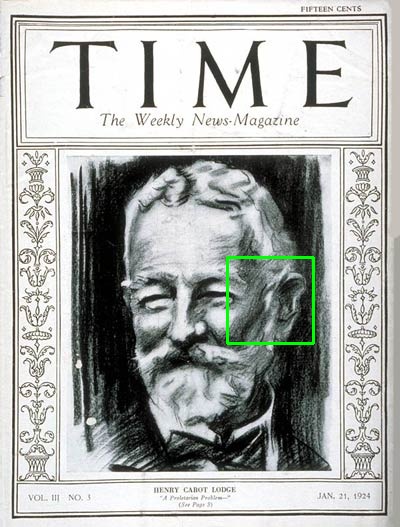 FIFTEEN CENTS
TIME
The Weekly News-Magazine
HENRY CABOT LODGE
VOL. III NO. 3
"A Proletarian Problem—"
JAN. 21, 1924
(See Page 3)